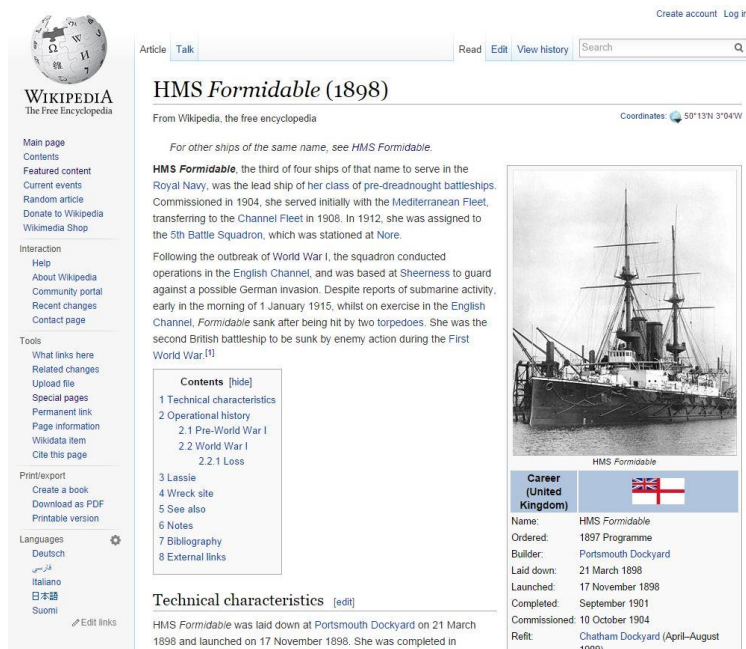 Create account Log in
WIKIPEDIA
The Free Encyclopedia
Main page
Contents
Featured content
Current events
Random article
Donate to Wikipedia
Wikimedia Shop
Interaction
Help
About Wikipedia
Community portal
Recent changes
Contact page
Tools
What links here
Related changes
Upload file
Special pages
Permanent link
Page information
Wikidata item
Cite this page
Print/export
Create a book
Download as PDF
Printable version
Languages
Deutsch
فارسی
Italiano
日本語
Suomi
Edit links
Article Talk
Read Edit View history Search
HMS Formidable (1898)
From Wikipedia, the free encyclopedia
Coordinates: 50°13′N 3°04′W
For other ships of the same name, see HMS Formidable.
HMS Formidable, the third of four ships of that name to serve in the
Royal Navy, was the lead ship of her class of pre-dreadnought battleships.
Commissioned in 1904, she served initially with the Mediterranean Fleet,
transferring to the Channel Fleet in 1908. In 1912, she was assigned to
the 5th Battle Squadron, which was stationed at Nore.
Following the outbreak of World War I, the squadron conducted
operations in the English Channel, and was based at Sheerness to guard
against a possible German invasion. Despite reports of submarine activity,
early in the morning of 1 January 1915, whilst on exercise in the English
Channel, Formidable sank after being hit by two torpedoes. She was the
second British battleship to be sunk by enemy action during the First
World War.[1]
Contents [hide]
1 Technical characteristics
2 Operational history
2.1 Pre-World War I
2.2 World War I
2.2.1 Loss
3 Lassie
4 Wreck site
5 See also
6 Notes
7 Bibliography
8 External links
Technical characteristics [edit]
HMS Formidable was laid down at Portsmouth Dockyard on 21 March
1898 and launched on 17 November 1898. She was completed in
HMS Formidable
Career
(United
Kingdom)
Name: HMS Formidable
Ordered: 1897 Programme
Builder: Portsmouth Dockyard
Laid down: 21 March 1898
Launched: 17 November 1898
Completed: September 1901
Commissioned: 10 October 1904
Refit: Chatham Dockyard (April–August